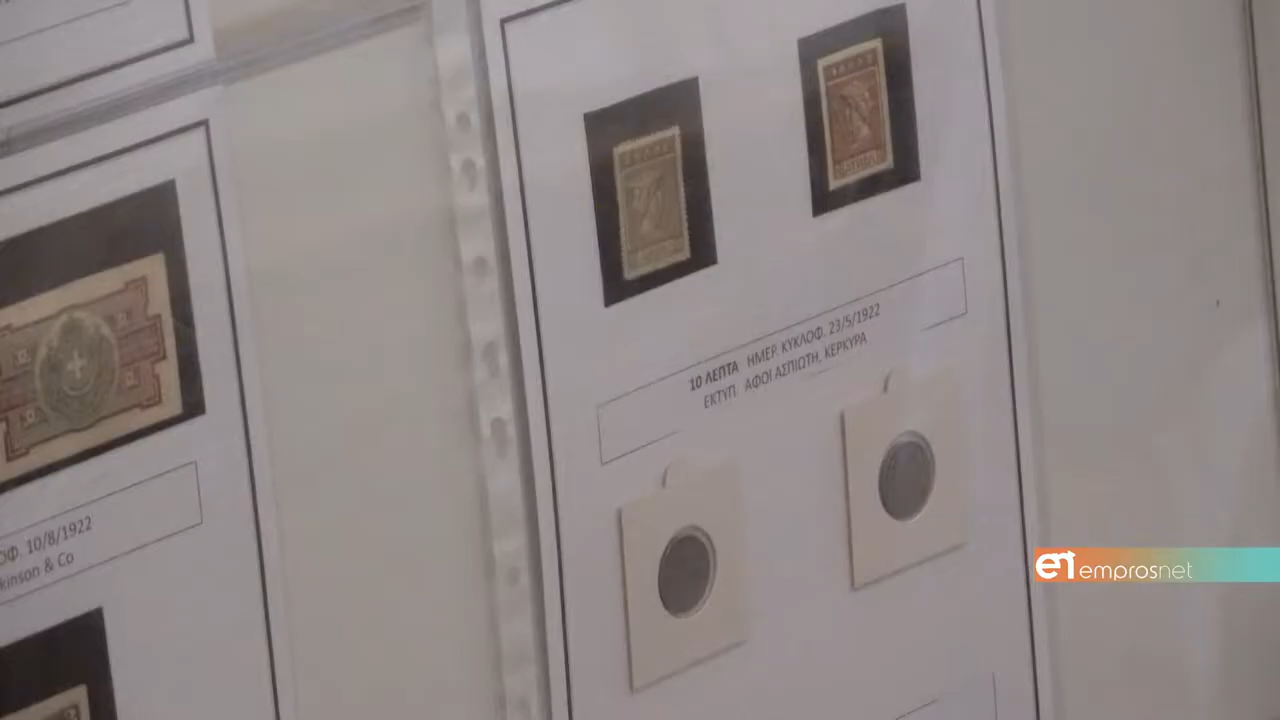 10 ΛΕΠΤΑ ΗΜΕΡ. ΚΥΚΛΟΦ. 23/5/1922
ΕΚΤΥΠ ΑΦΟΙ ΑΣΠΙΩΤΗ, ΚΕΡΚΥΡΑ
ΟΦ. 10/8/1922
kinson & Co
emprosnet